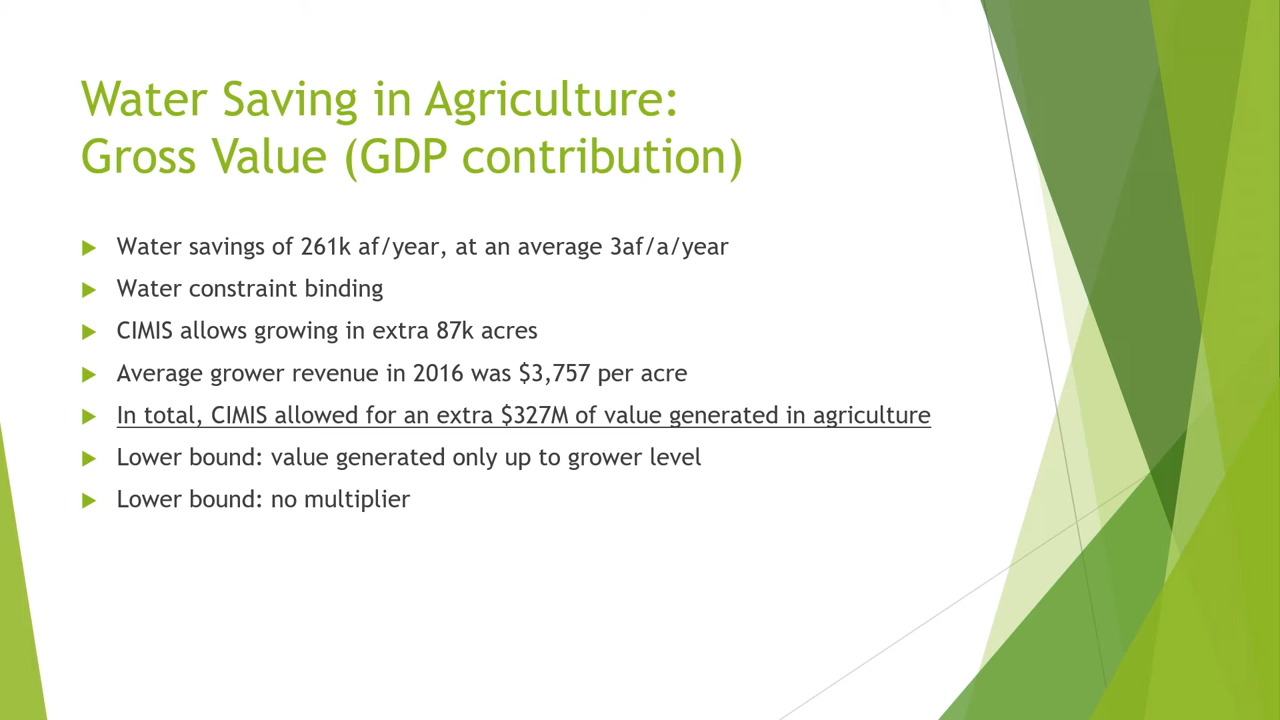 Water Saving in Agriculture:
Gross Value (GDP contribution)
Water savings of 261k af/year, at an average 3af/a/year
Water constraint binding
CIMIS allows growing in extra 87k acres
Average grower revenue in 2016 was $3,757 per acre
In total, CIMIS allowed for an extra $327M of value generated in agriculture
Lower bound: value generated only up to grower level
Lower bound: no multiplier